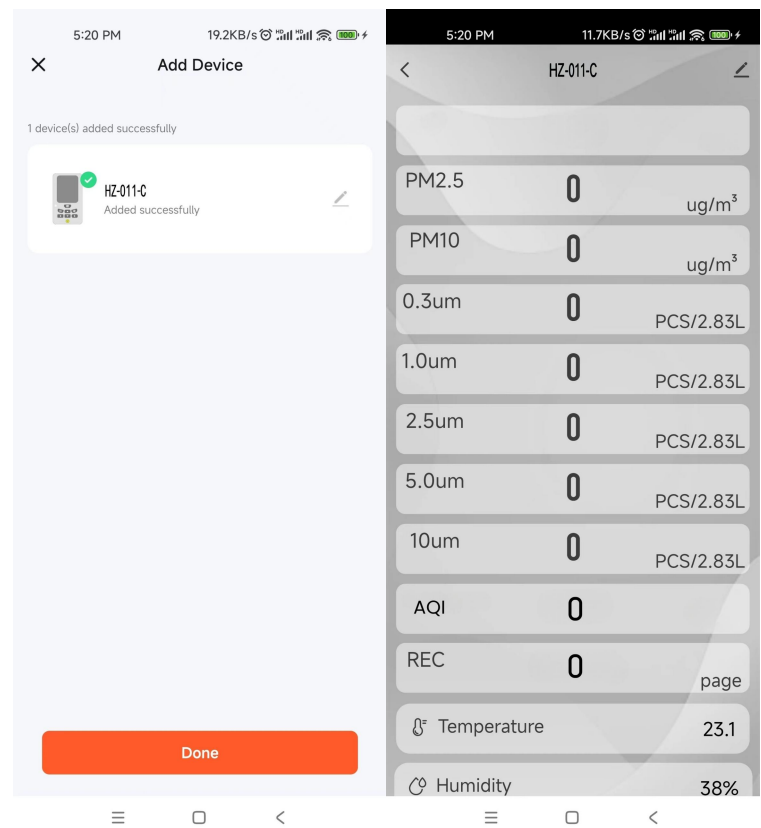 5:20 PM
19.2KB/s
100
Add Device
1 device(s) added successfully
HZ-011-C
Added successfully
Done
5:20 PM
11.7KB/s
100
HZ-011-C
PM2.5
0
ug/m³
PM10
0
ug/m³
0.3um
0
PCS/2.83L
1.0um
0
PCS/2.83L
2.5um
0
PCS/2.83L
5.0um
0
PCS/2.83L
10um
0
PCS/2.83L
AQI
0
REC
0
page
Temperature
23.1
Humidity
38%